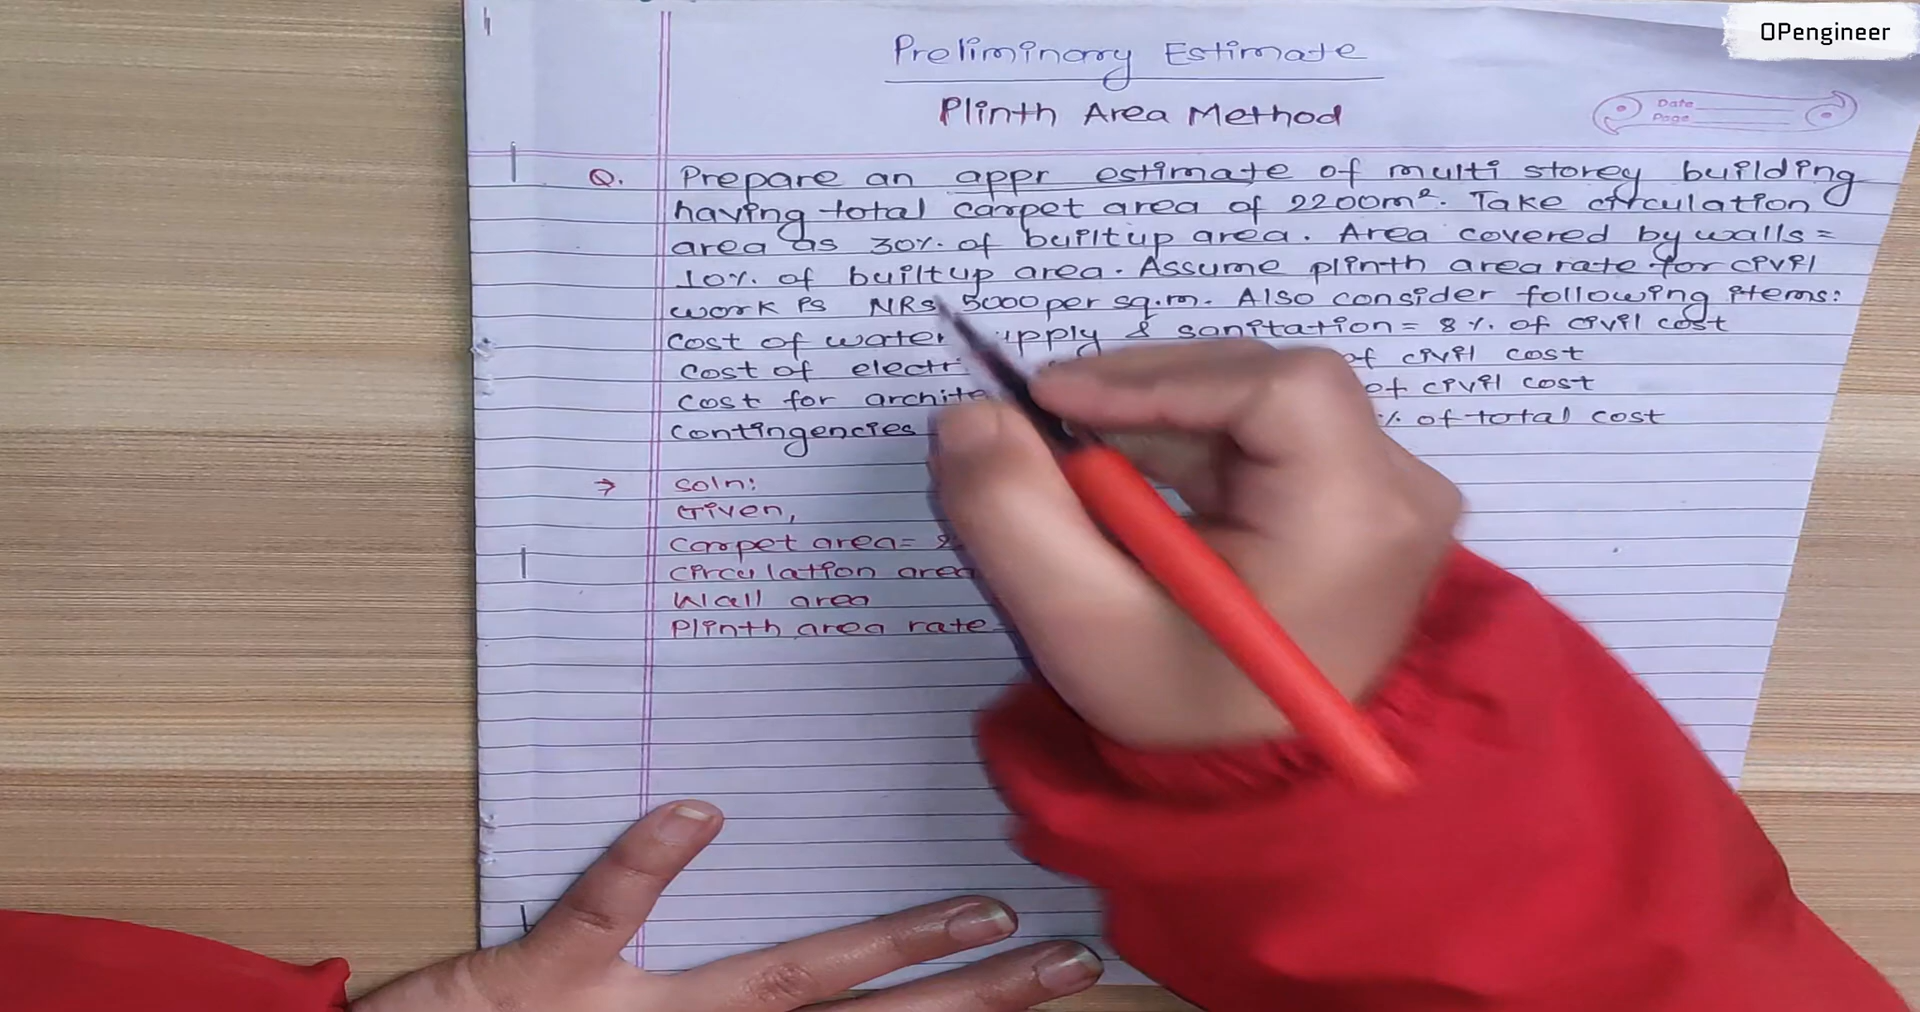 OPengineer
Preliminary Estimate
Plinth Area Method
Date
Page
Q. Prepare an appr estimate of multi storey building
having total carpet area of 2200m². Take circulation
area as 30% of builtup area. Area covered by walls =
10% of builtup area. Assume plinth area rate for civil
work is NRs 5000 per sq.m. Also consider following items:
Cost of water & sanitation = 8% of civil cost
Cost of of civil cost
Cost for of civil cost
Contingencies % of total cost
→ Soln:
Given,
Carpet area =
Circulation area
Wall area
Plinth area rate